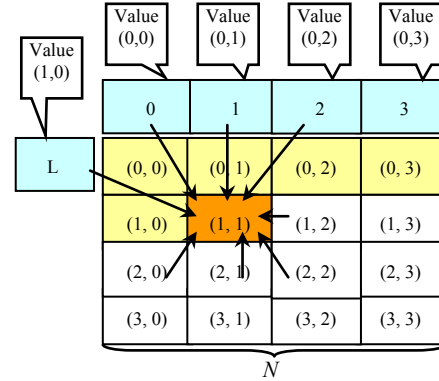 Value Value Value Value
(0,0) (0,1) (0,2) (0,3)
Value
(1,0)
0 1 2 3
L
(0, 0) (0, 1) (0, 2) (0, 3)
(1, 0) (1, 1) (1, 2) (1, 3)
(2, 0) (2, 1) (2, 2) (2, 3)
(3, 0) (3, 1) (3, 2) (3, 3)
N